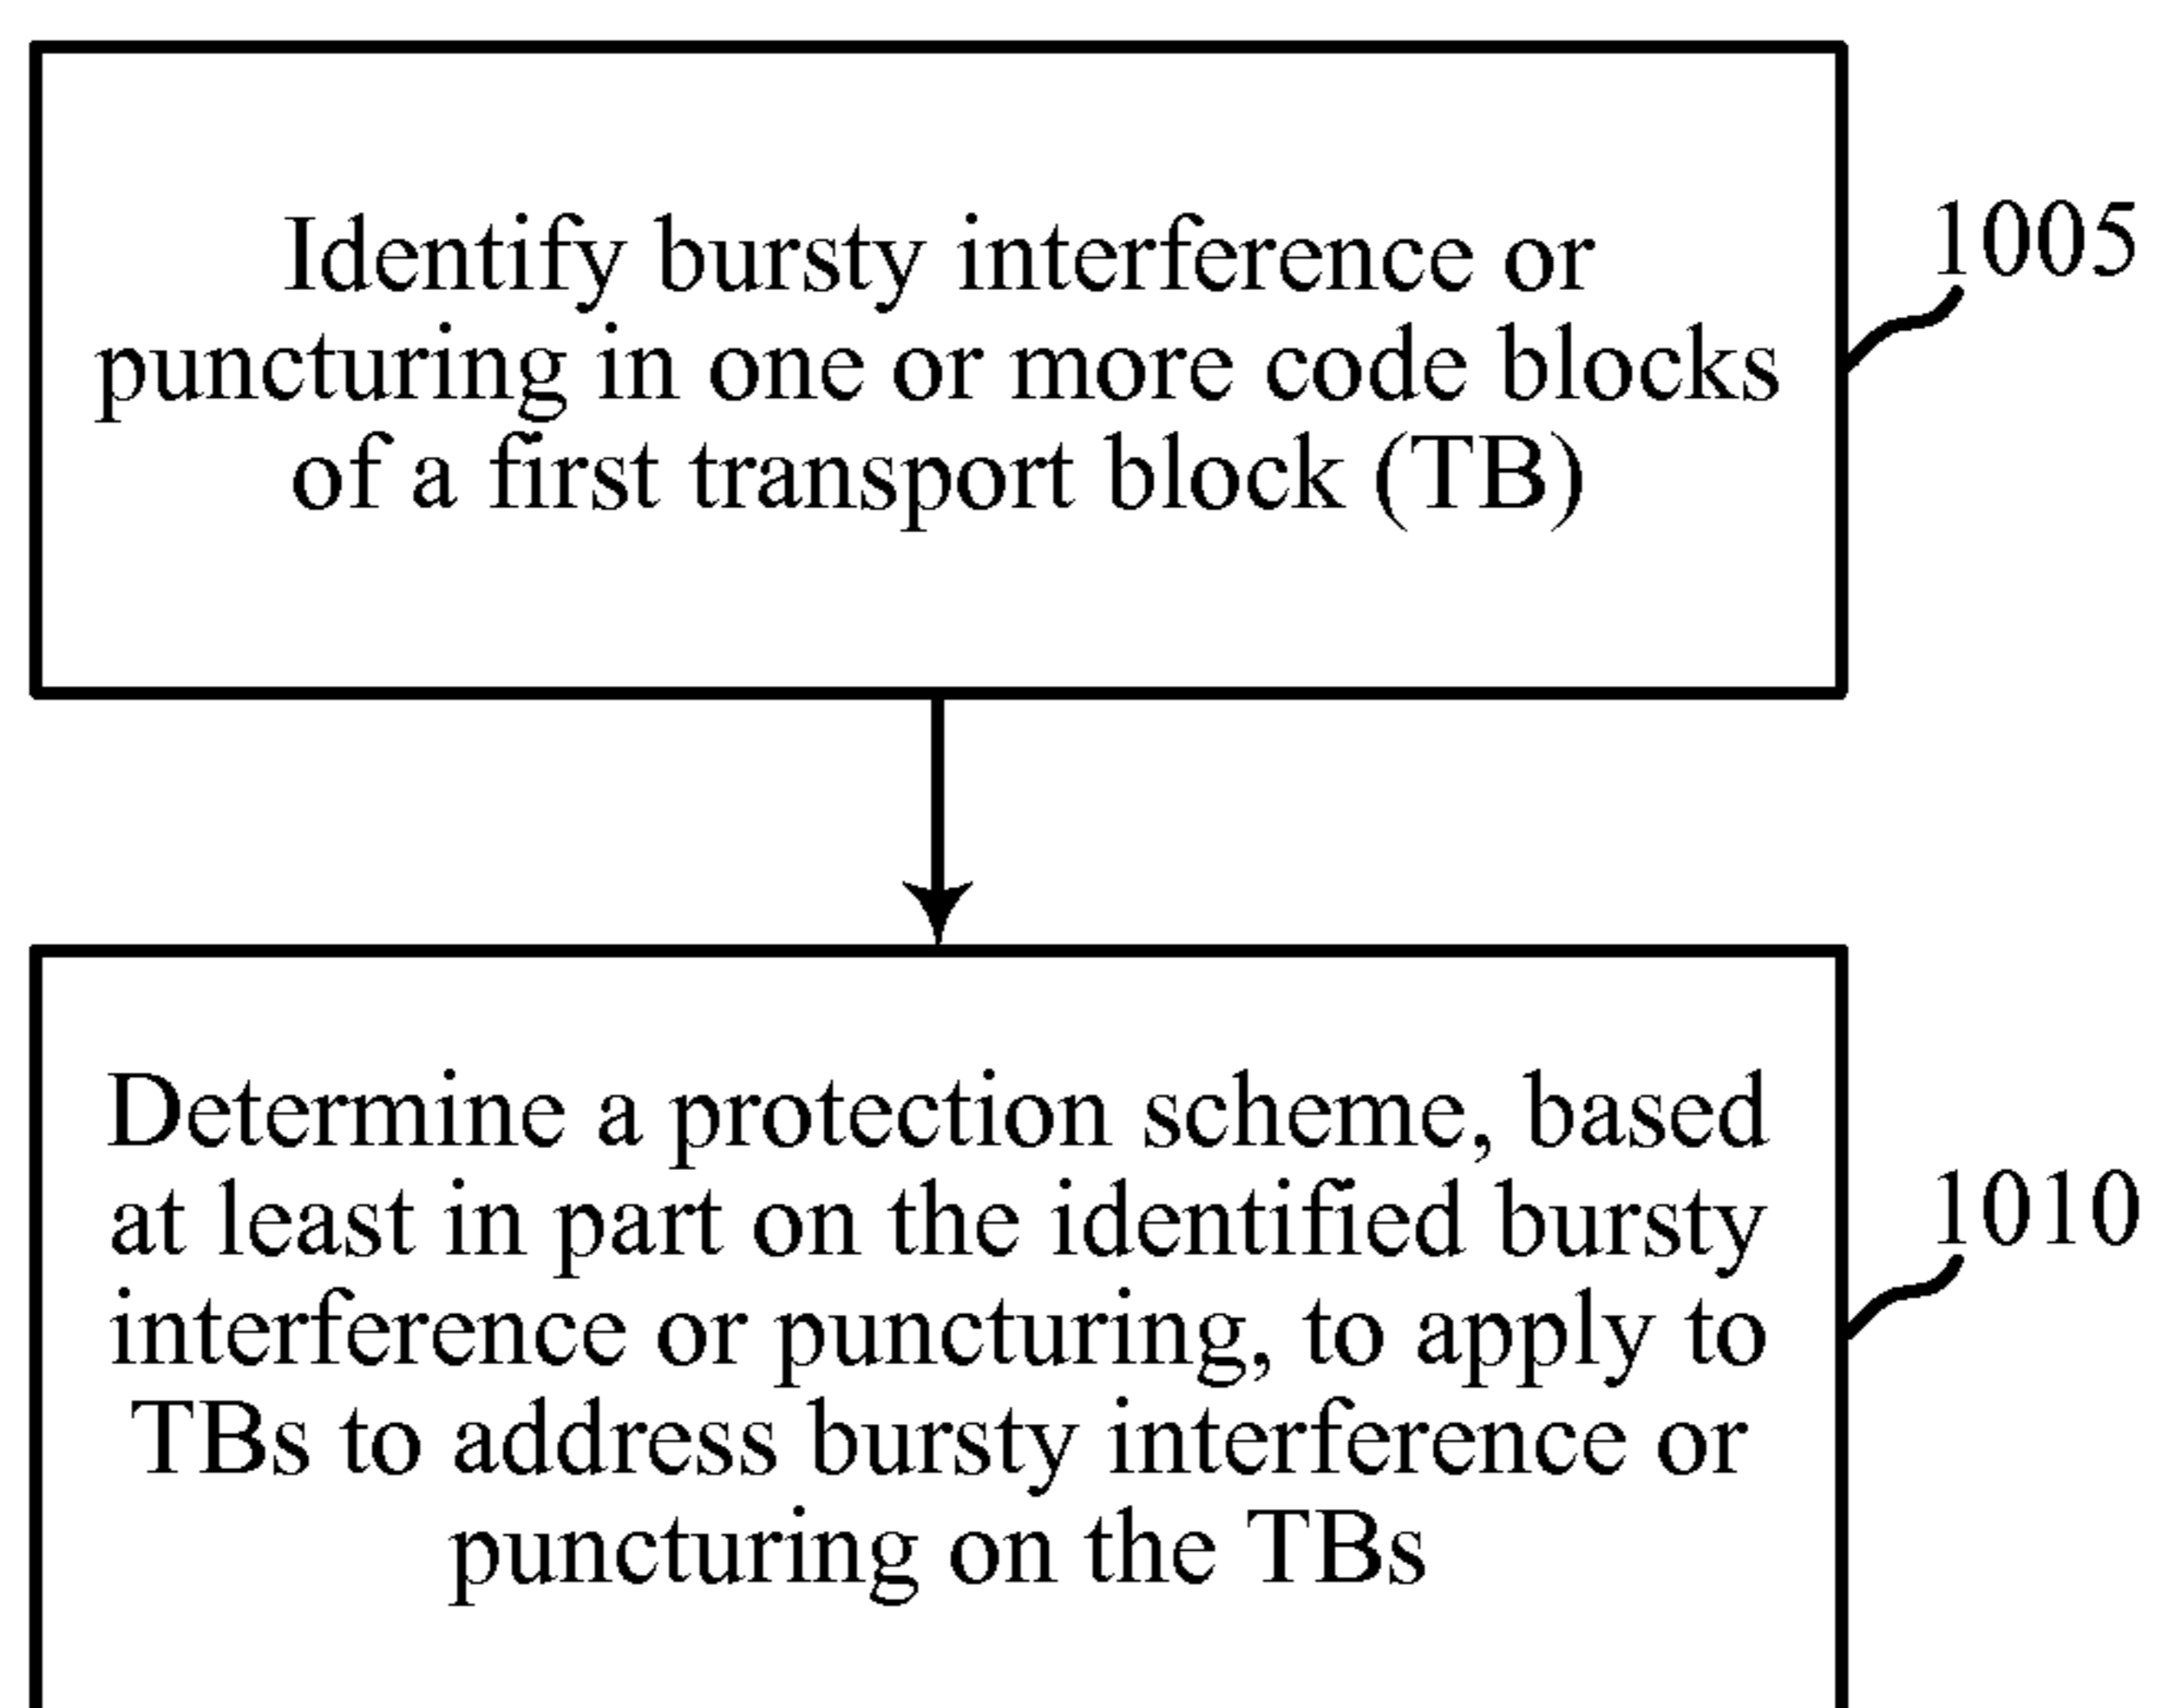 Identify bursty interference or
puncturing in one or more code blocks
of a first transport block (TB)
1005
Determine a protection scheme, based
at least in part on the identified bursty
interference or puncturing, to apply to
TBs to address bursty interference or
puncturing on the TBs
1010